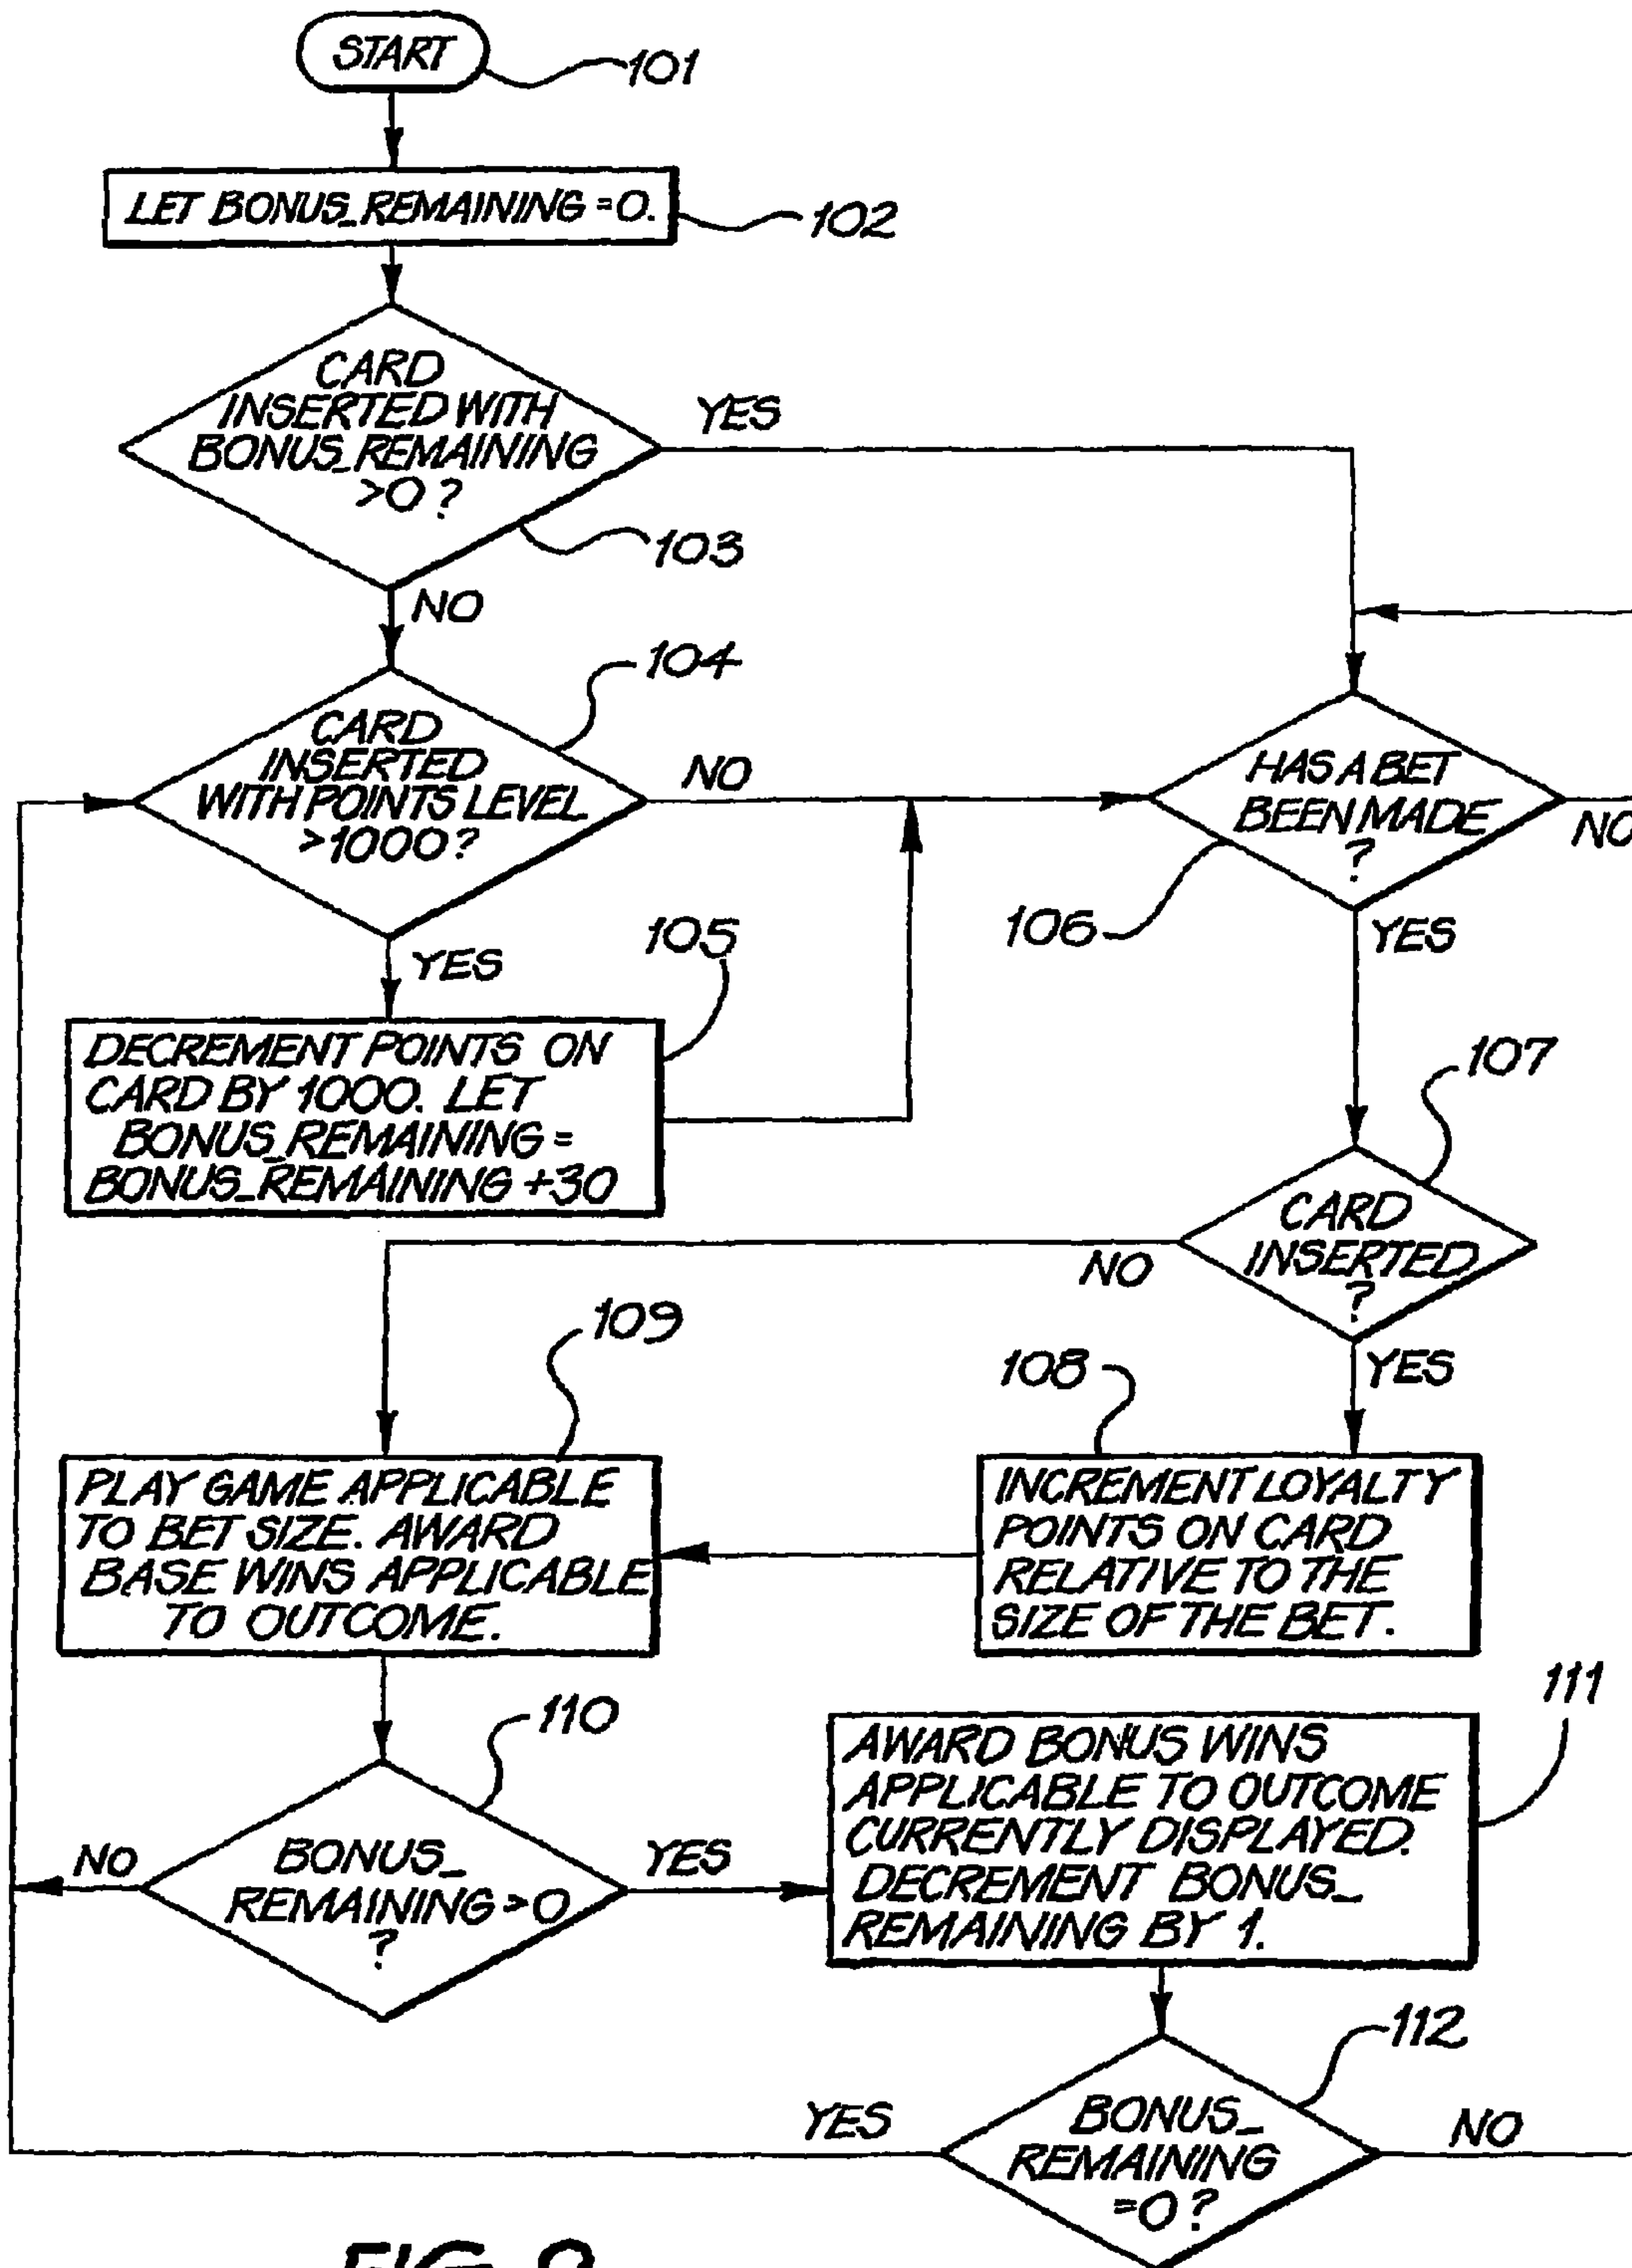 START
101
LET BONUS_REMAINING =0.
102
CARD
INSERTED WITH
BONUS_REMAINING
>0?
YES
103
NO
104
CARD
INSERTED
WITH POINTS LEVEL
>1000?
NO
HAS A BET
BEEN MADE
?
NO
106
YES
YES
105
DECREMENT POINTS ON
CARD BY 1000. LET
BONUS_REMAINING =
BONUS_REMAINING +30
107
CARD
INSERTED
?
NO
YES
109
108
PLAY GAME APPLICABLE
TO BET SIZE. AWARD
BASE WINS APPLICABLE
TO OUTCOME.
INCREMENT LOYALTY
POINTS ON CARD
RELATIVE TO THE
SIZE OF THE BET.
110
111
BONUS_
REMAINING >0
?
NO
YES
AWARD BONUS WINS
APPLICABLE TO OUTCOME
CURRENTLY DISPLAYED.
DECREMENT BONUS_
REMAINING BY 1.
112
BONUS_
REMAINING
=0?
YES
NO